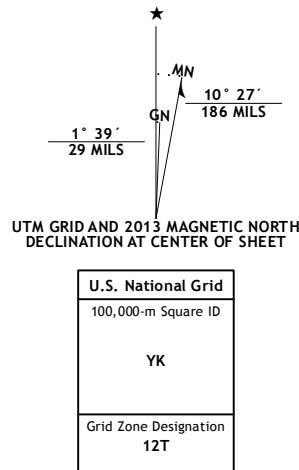 ★
MN
GN
10° 27´
186 MILS
1° 39´
29 MILS
UTM GRID AND 2013 MAGNETIC NORTH
DECLINATION AT CENTER OF SHEET
U.S. National Grid
100,000-m Square ID
YK
Grid Zone Designation
12T